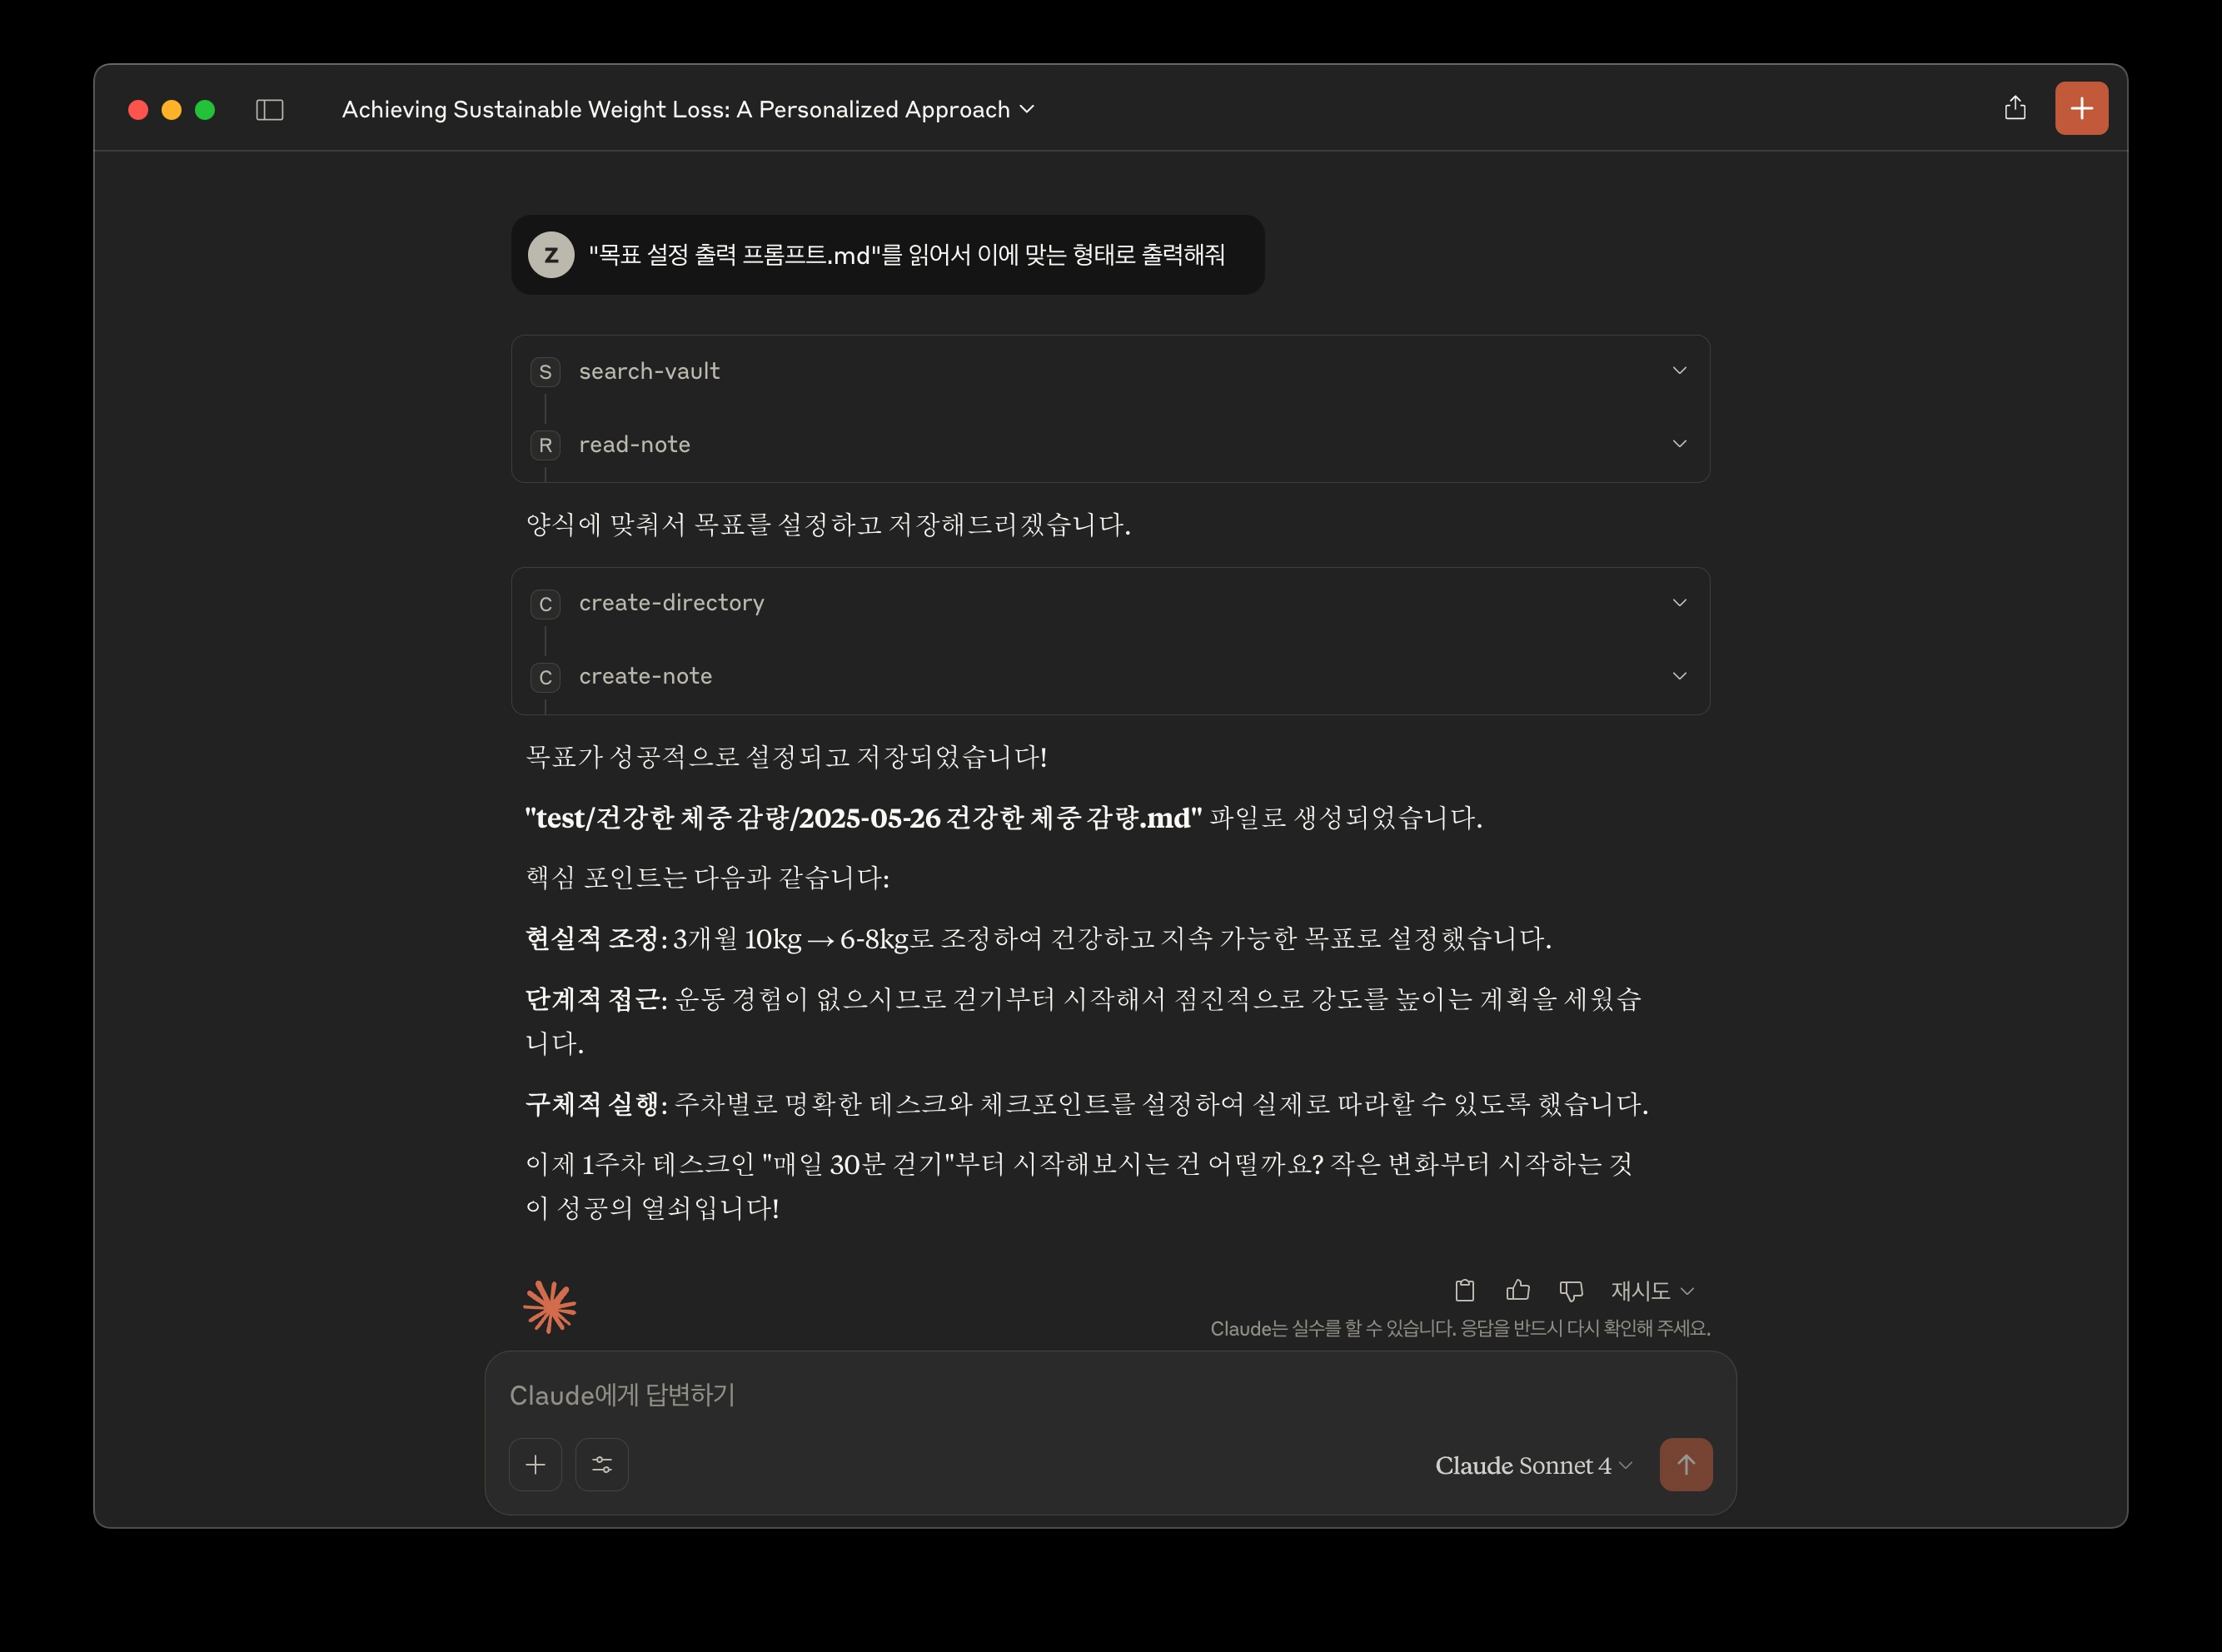 Achieving Sustainable Weight Loss: A Personalized Approach
Z "목표 설정 출력 프롬프트.md"를 읽어서 이에 맞는 형태로 출력해줘
S search-vault
R read-note
양식에 맞춰서 목표를 설정하고 저장해드리겠습니다.
C create-directory
C create-note
목표가 성공적으로 설정되고 저장되었습니다!
"test/건강한 체중 감량/2025-05-26 건강한 체중 감량.md" 파일로 생성되었습니다.
핵심 포인트는 다음과 같습니다:
현실적 조정: 3개월 10kg → 6-8kg로 조정하여 건강하고 지속 가능한 목표로 설정했습니다.
단계적 접근: 운동 경험이 없으시므로 걷기부터 시작해서 점진적으로 강도를 높이는 계획을 세웠습
니다.
구체적 실행: 주차별로 명확한 테스크와 체크포인트를 설정하여 실제로 따라할 수 있도록 했습니다.
이제 1주차 테스크인 "매일 30분 걷기"부터 시작해보시는 건 어떨까요? 작은 변화부터 시작하는 것
이 성공의 열쇠입니다!
재시도
Claude는 실수를 할 수 있습니다. 응답을 반드시 다시 확인해 주세요.
Claude에게 답변하기
Claude Sonnet 4